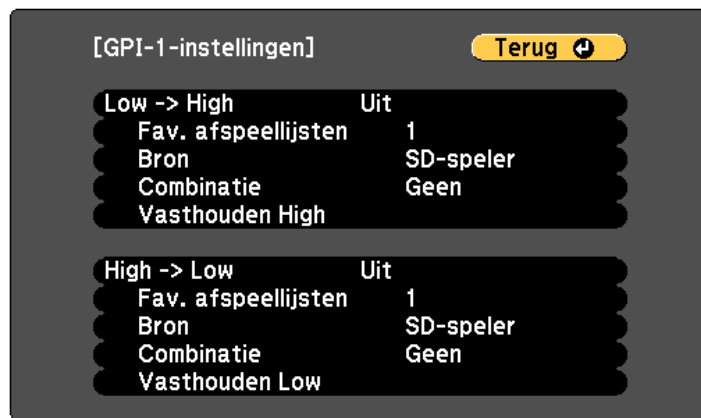 [GPI-1-instellingen] Terug
Low -> High Uit
Fav. afspeellijsten 1
Bron SD-speler
Combinatie Geen
Vasthouden High
High -> Low Uit
Fav. afspeellijsten 1
Bron SD-speler
Combinatie Geen
Vasthouden Low